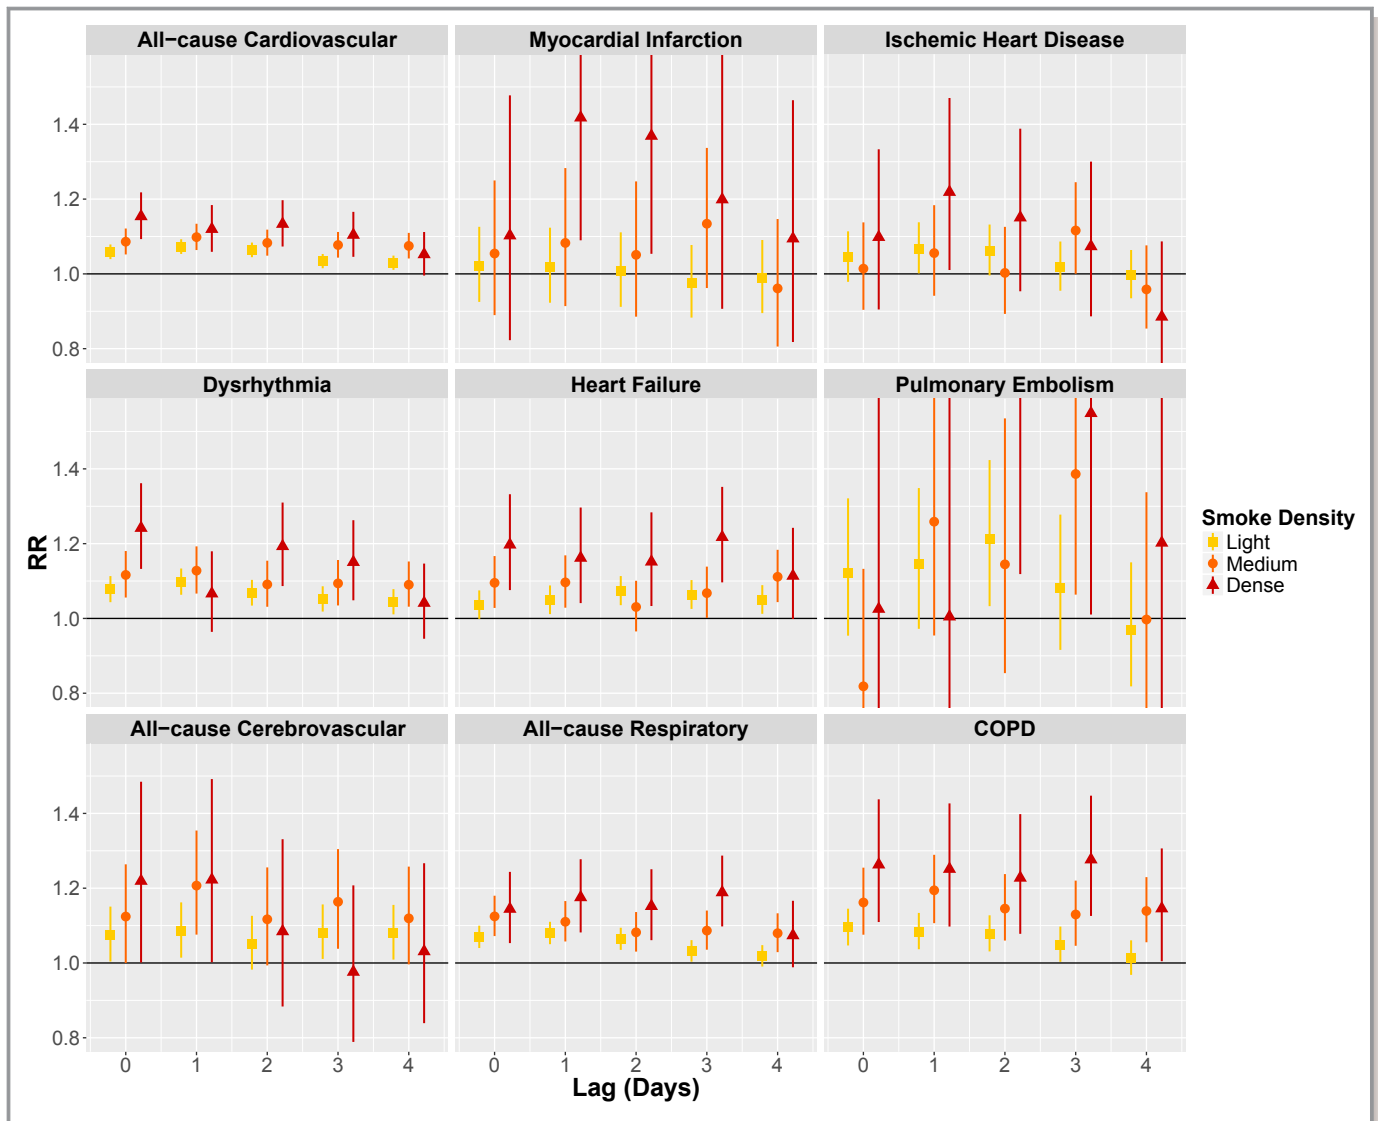 All−cause Cardiovascular
Myocardial Infarction
Ischemic Heart Disease
1.4
1.2
1.0
0.8
Dysrhythmia
Heart Failure
Pulmonary Embolism
1.4
1.2
1.0
0.8
RR
Smoke Density
Light
Medium
Dense
All−cause Cerebrovascular
All−cause Respiratory
COPD
1.4
1.2
1.0
0.8
0 1 2 3 4
0 1 2 3 4
0 1 2 3 4
Lag (Days)